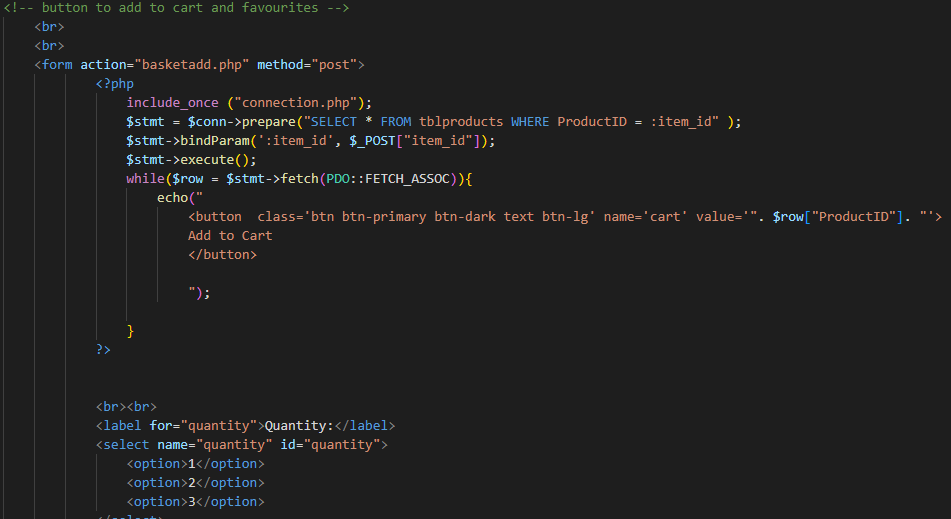 <!-- button to add to cart and favourites -->
<br>
<br>
<form action="basketadd.php" method="post">
<?php
include_once ("connection.php");
$stmt = $conn->prepare("SELECT * FROM tblproducts WHERE ProductID = :item_id" );
$stmt->bindParam(':item_id', $_POST["item_id"]);
$stmt->execute();
while($row = $stmt->fetch(PDO::FETCH_ASSOC)){
echo("
<button  class='btn btn-primary btn-dark text btn-lg' name='cart' value='". $row["ProductID"]. "'>
Add to Cart
</button>
");
}
?>
<br><br>
<label for="quantity">Quantity:</label>
<select name="quantity" id="quantity">
<option>1</option>
<option>2</option>
<option>3</option>
</select>